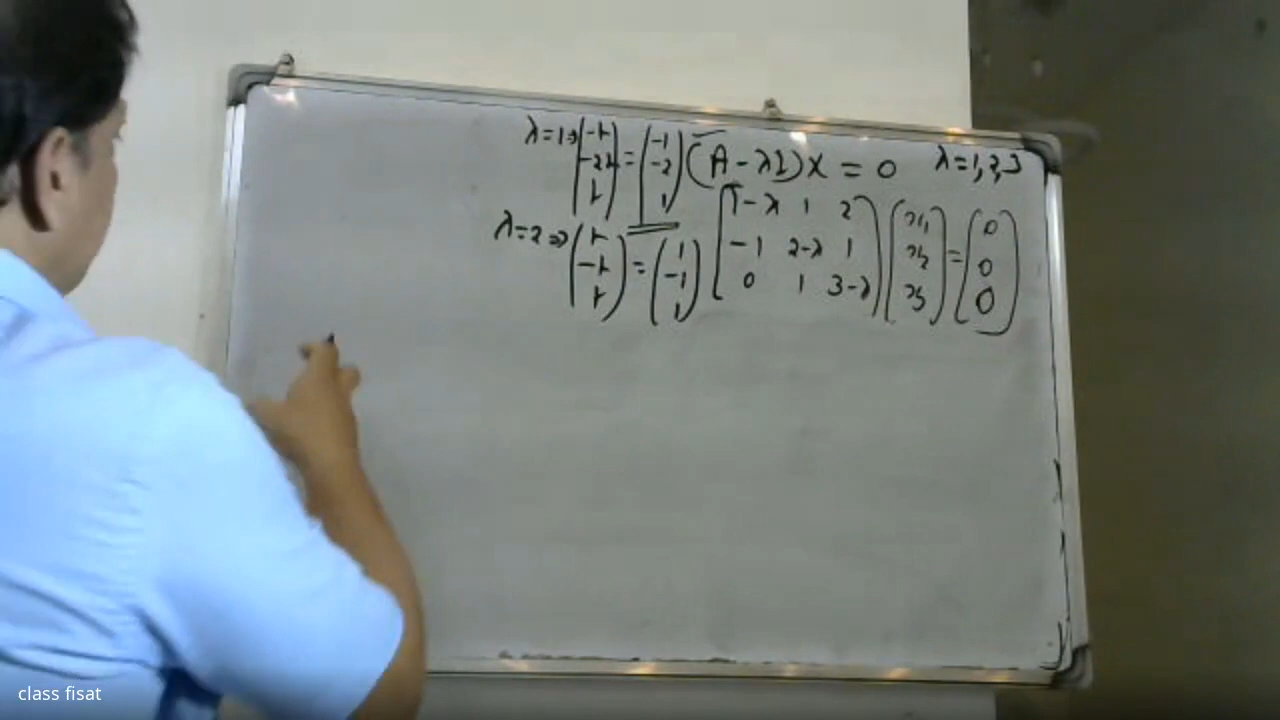 λ=1⇒ (-t -2t t) = (-1 -2 1) (A-λI)X = 0 λ=1,2,3
λ=2⇒ (t -t t) = (1 -1 1)
[1-λ 1 2
-1 2-λ 1
0 1 3-λ] (x1 x2 x3) = (0 0 0)
class fisat